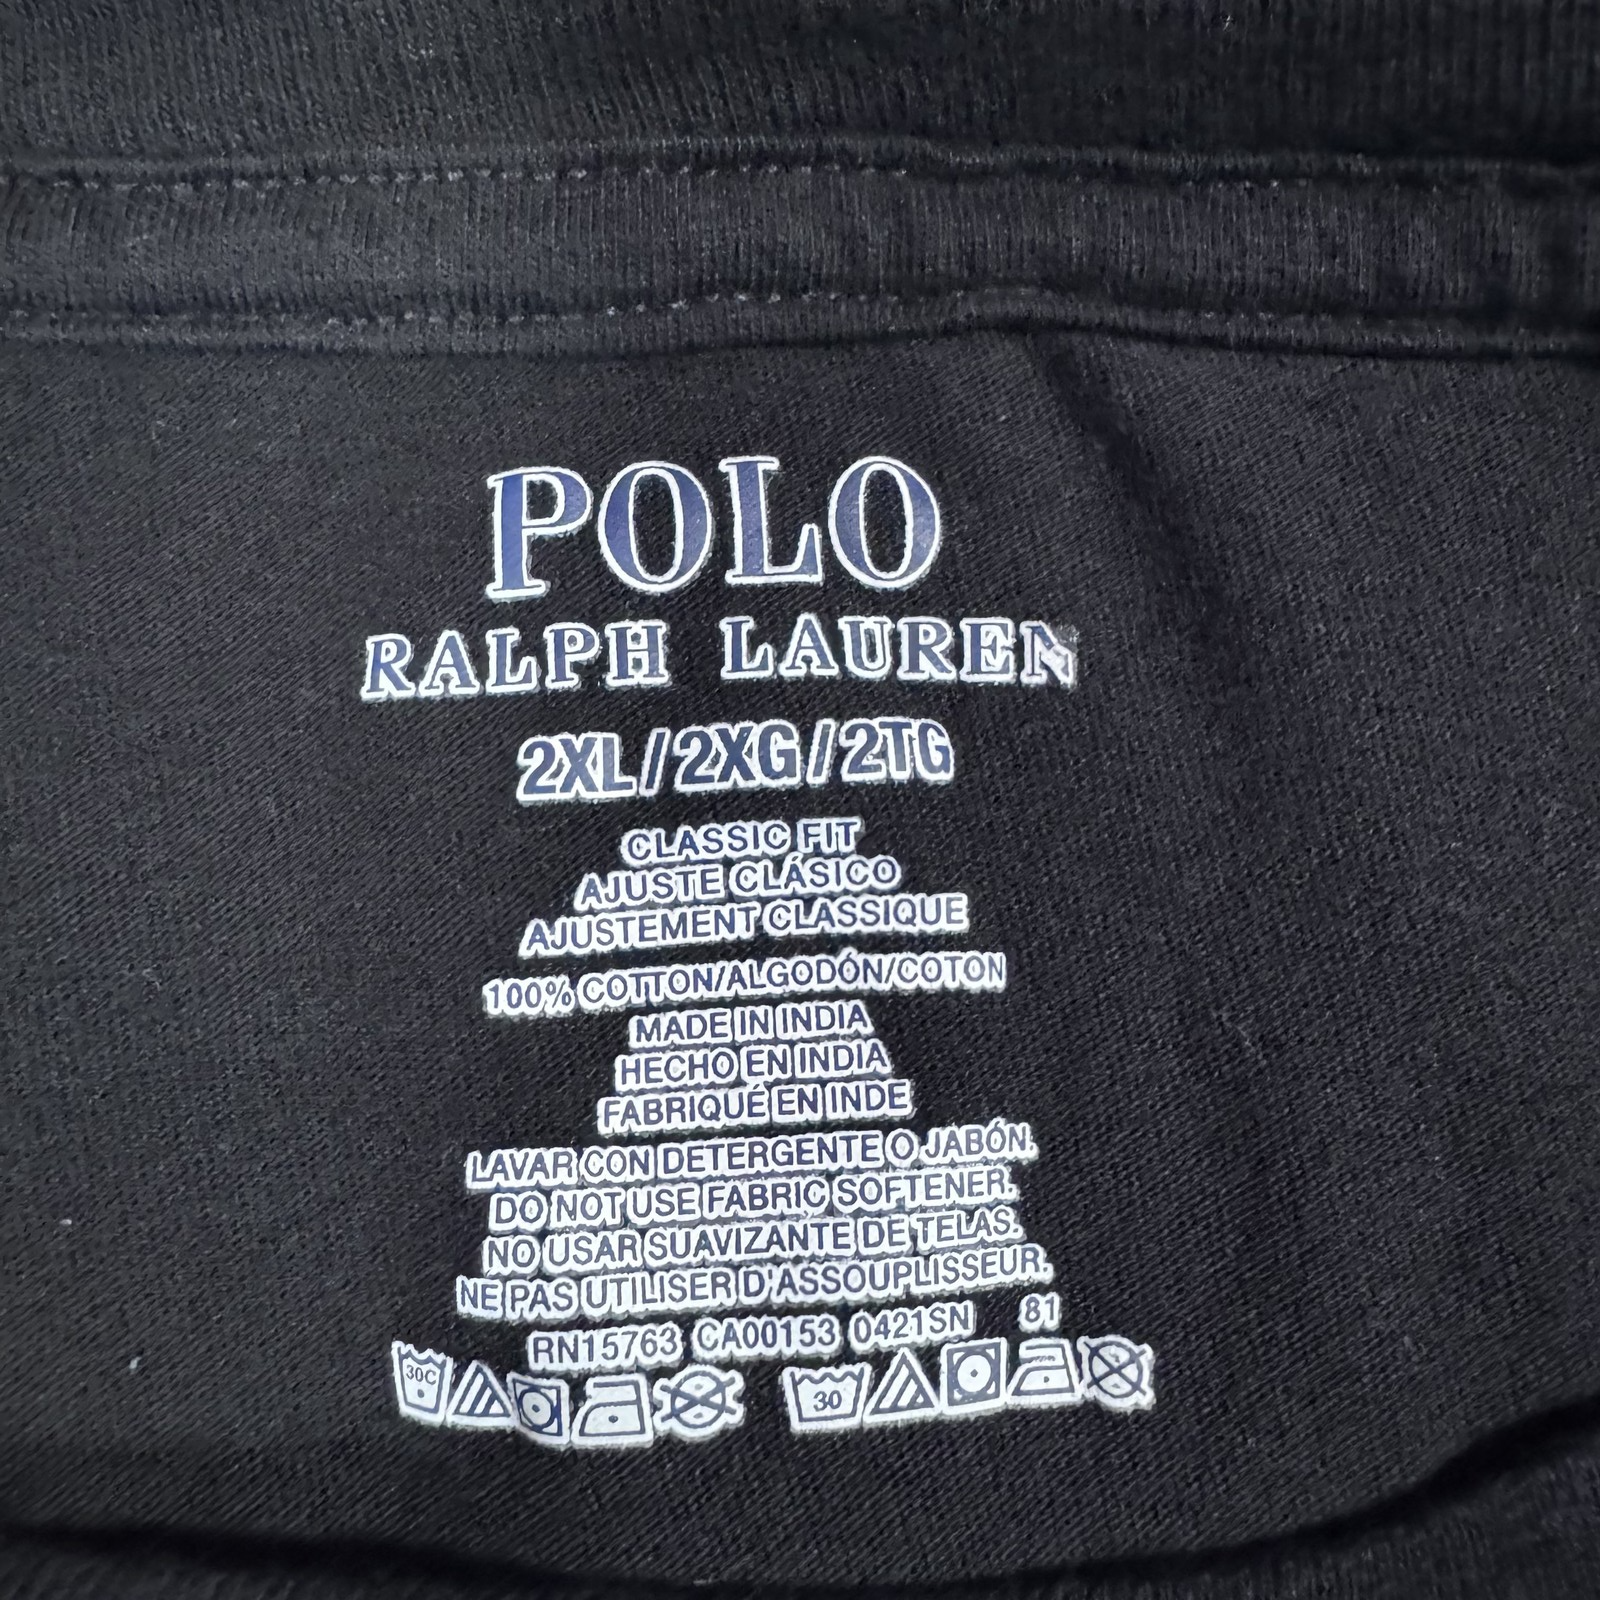 POLO
RALPH LAUREN
2XL/2XG/2TG
CLASSIC FIT
AJUSTE CLÁSICO
AJUSTEMENT CLASSIQUE
100% COTTON/ALGODÓN/COTON
MADE IN INDIA
HECHO EN INDIA
FABRIQUÉ EN INDE
LAVAR CON DETERGENTE O JABÓN.
DO NOT USE FABRIC SOFTENER.
NO USAR SUAVIZANTE DE TELAS.
NE PAS UTILISER D'ASSOUPLISSEUR.
RN15763 CA00153 0421SN 81
30C 30